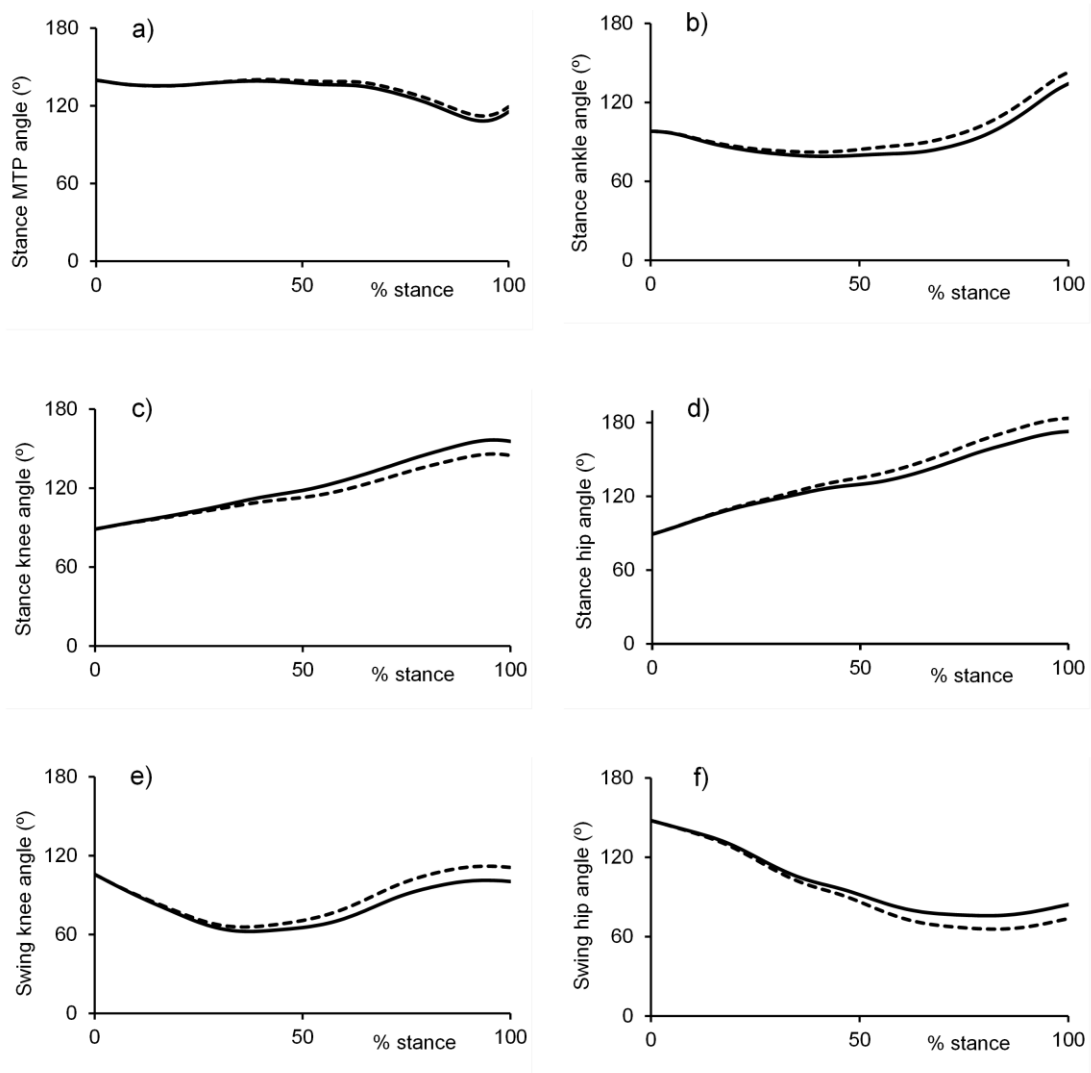 a)
Stance MTP angle (º)
180
120
60
0
0
50
% stance
100
b)
Stance ankle angle (º)
180
120
60
0
0
50
% stance
100
c)
Stance knee angle (º)
180
120
60
0
0
50
% stance
100
d)
Stance hip angle (º)
180
120
60
0
0
50
% stance
100
e)
Swing knee angle (º)
180
120
60
0
0
50
% stance
100
f)
Swing hip angle (º)
180
120
60
0
0
50
% stance
100